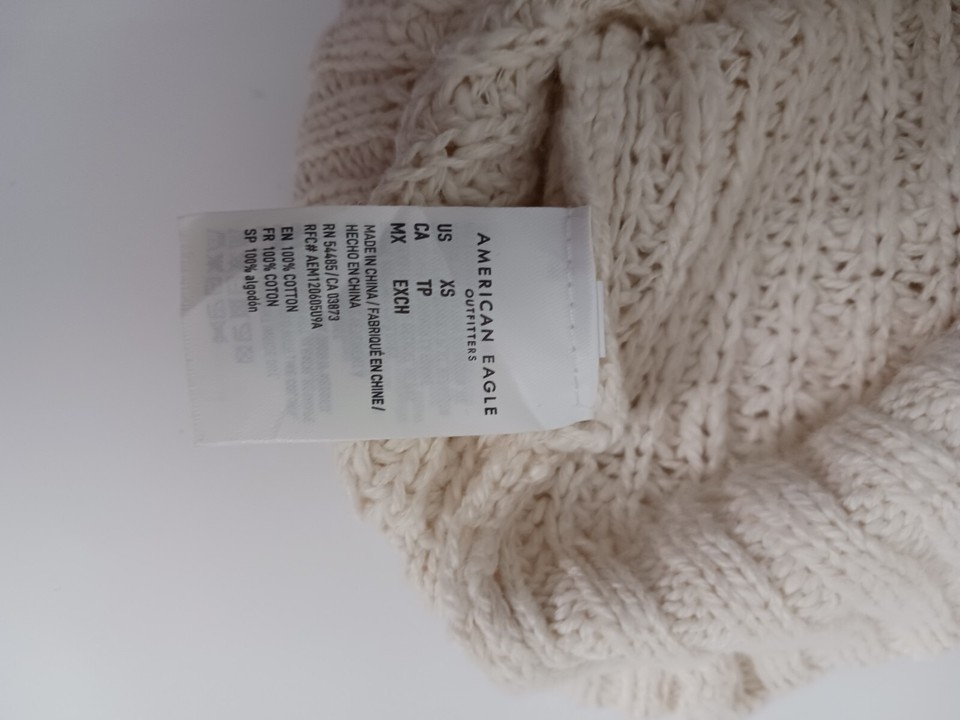 AMERICAN EAGLE
OUTFITTERS
US XS
CA TP
MX EXCH
MADE IN CHINA / FABRIQUÉ EN CHINE /
HECHO EN CHINA
RN 54485 / CA 03873
RFC# AEM120605U9A
EN 100% COTTON
FR 100% COTON
SP 100% algodón